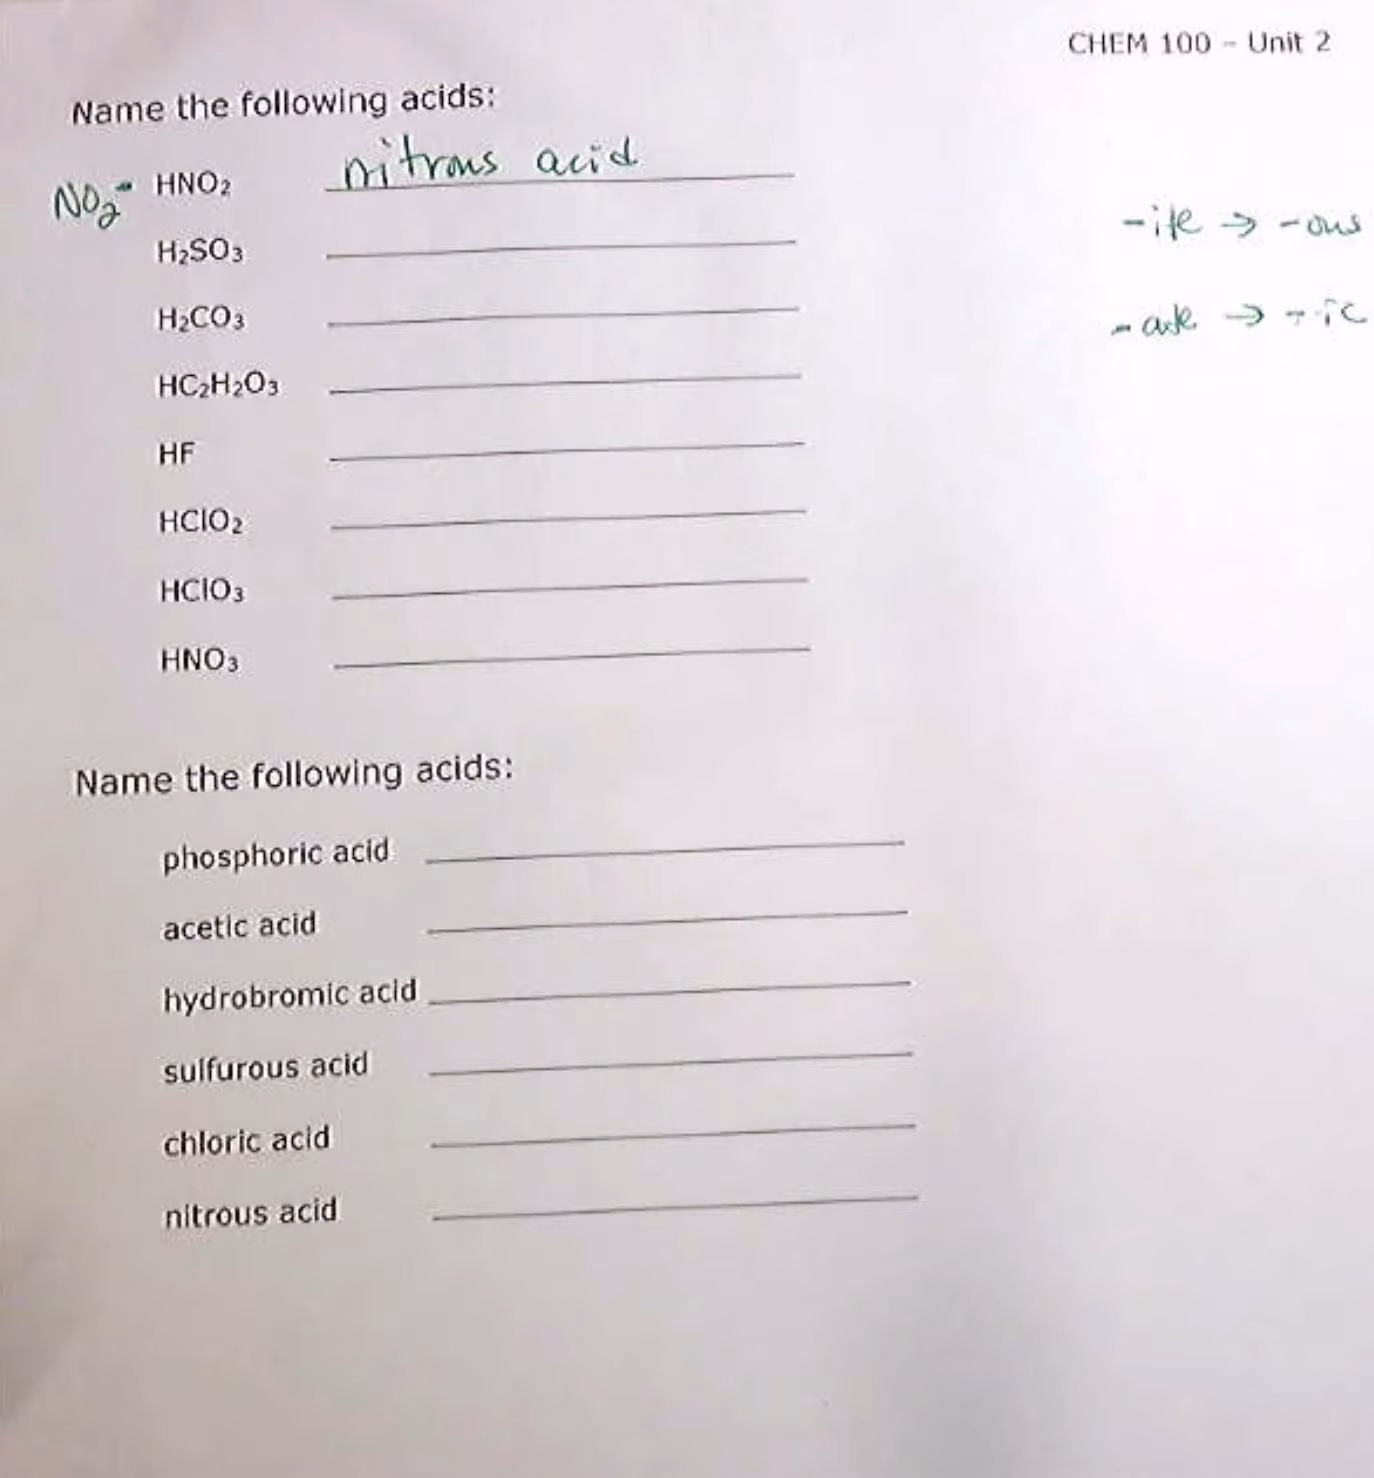 CHEM 100 - Unit 2
Name the following acids:
NO₂⁻ HNO₂ nitrous acid
-ite → -ous
H₂SO₃
H₂CO₃
-ate → -ic
HC₂H₂O₃
HF
HClO₂
HClO₃
HNO₃
Name the following acids:
phosphoric acid
acetic acid
hydrobromic acid
sulfurous acid
chloric acid
nitrous acid